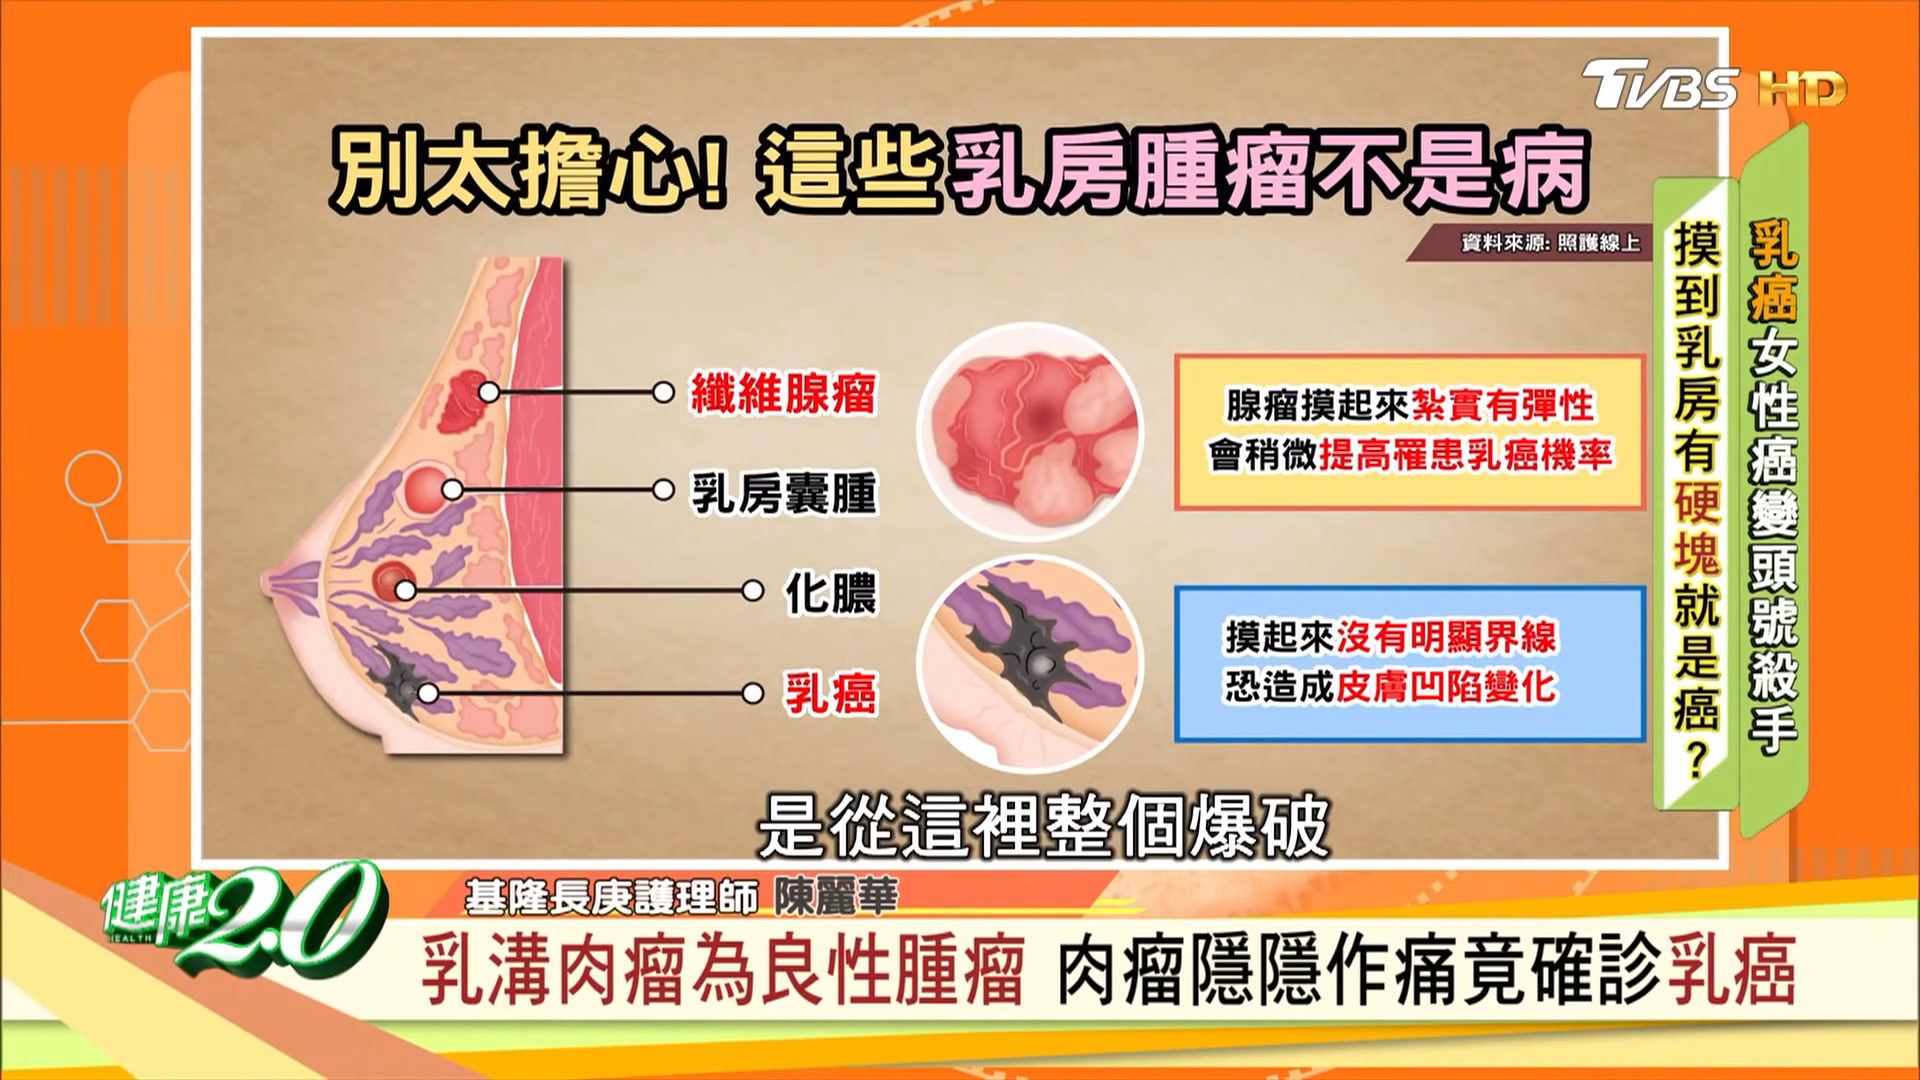 TVBS HD
別太擔心! 這些乳房腫瘤不是病
資料來源: 照護線上
纖維腺瘤
乳房囊腫
化膿
乳癌
腺瘤摸起來紮實有彈性
會稍微提高罹患乳癌機率
摸起來沒有明顯界線
恐造成皮膚凹陷變化
乳癌女性癌變頭號殺手
摸到乳房有硬塊就是癌?
是從這裡整個爆破
健康2.0
HEALTH
基隆長庚護理師 陳麗華
乳溝肉瘤為良性腫瘤 肉瘤隱隱作痛竟確診乳癌